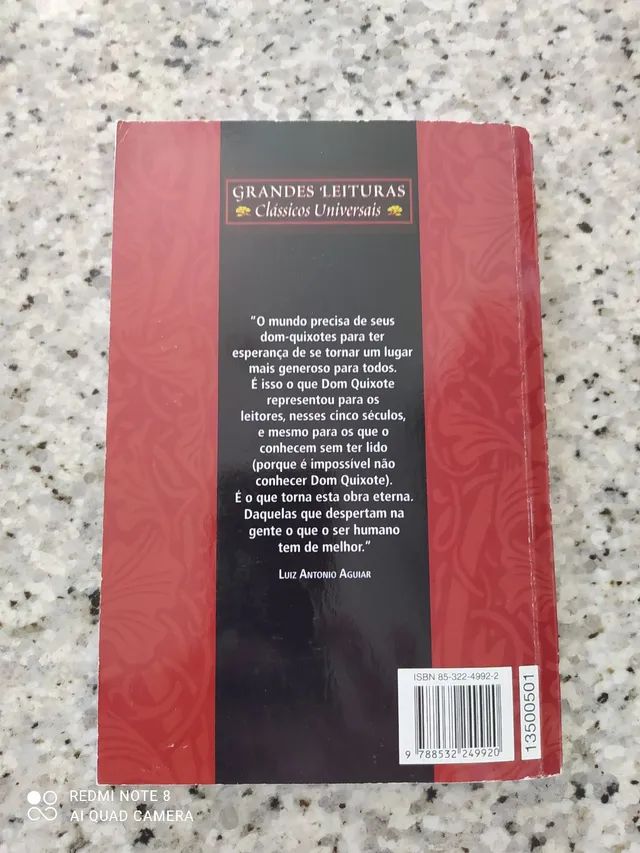 GRANDES LEITURAS
Clássicos Universais
"O mundo precisa de seus
dom-quixotes para ter
esperança de se tornar um lugar
mais generoso para todos.
É isso o que Dom Quixote
representou para os
leitores, nesses cinco séculos,
e mesmo para os que o
conhecem sem ter lido
(porque é impossível não
conhecer Dom Quixote).
É o que torna esta obra eterna.
Daquelas que despertam na
gente o que o ser humano
tem de melhor."
LUIZ ANTONIO AGUIAR
ISBN 85-322-4992-2
9 788532 249920
13500501
REDMI NOTE 8
AI QUAD CAMERA